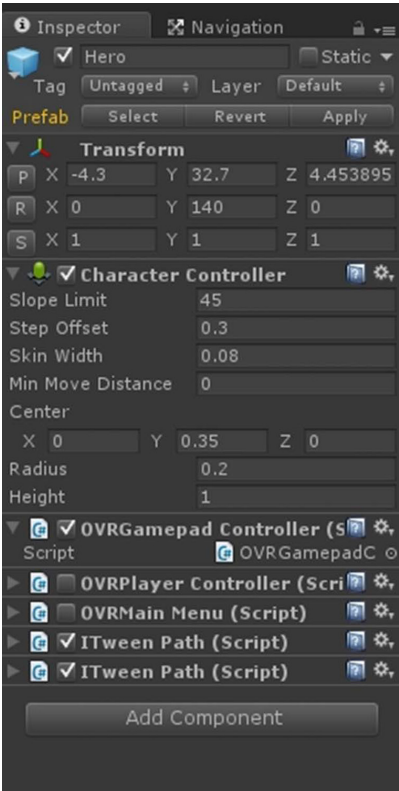 Inspector Navigation
Hero Static
Tag Untagged Layer Default
Prefab Select Revert Apply
Transform
P X -4.3 Y 32.7 Z 4.453895
R X 0 Y 140 Z 0
S X 1 Y 1 Z 1
Character Controller
Slope Limit 45
Step Offset 0.3
Skin Width 0.08
Min Move Distance 0
Center
X 0 Y 0.35 Z 0
Radius 0.2
Height 1
OVRGamepad Controller (S
Script OVRGamepadC
OVRPlayer Controller (Scri
OVRMain Menu (Script)
ITween Path (Script)
ITween Path (Script)
Add Component